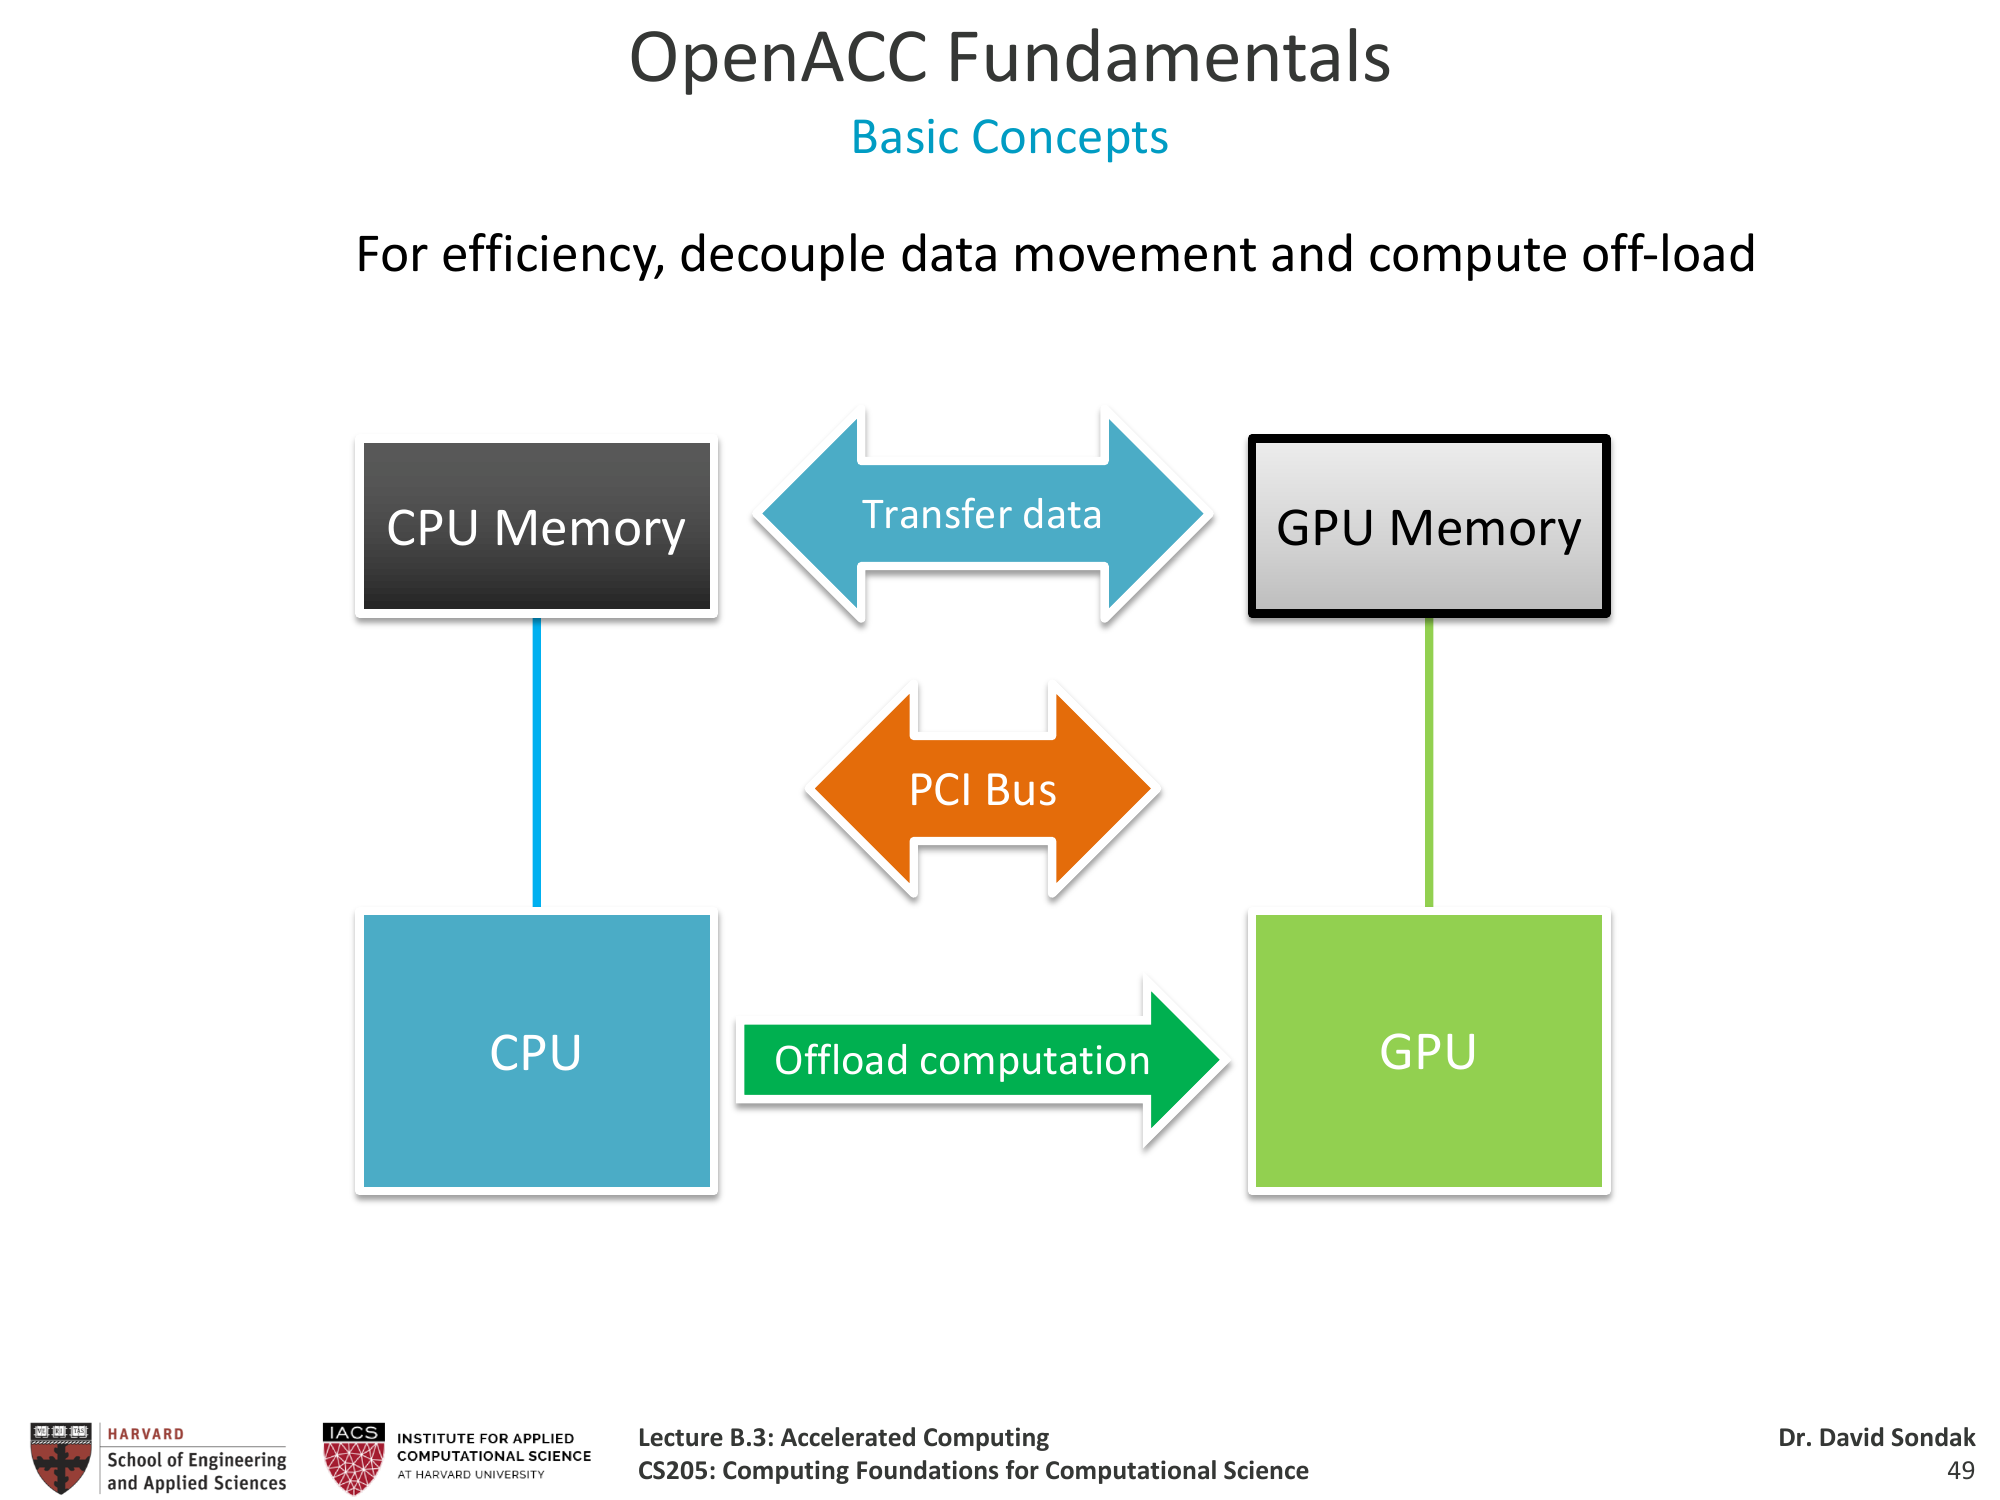 OpenACC Fundamentals
Basic Concepts
For efficiency, decouple data movement and compute off-load
CPU Memory
Transfer data
GPU Memory
PCI Bus
CPU
Offload computation
GPU
HARVARD
School of Engineering
and Applied Sciences
IACS
INSTITUTE FOR APPLIED
COMPUTATIONAL SCIENCE
AT HARVARD UNIVERSITY
Lecture B.3: Accelerated Computing
CS205: Computing Foundations for Computational Science
Dr. David Sondak
49